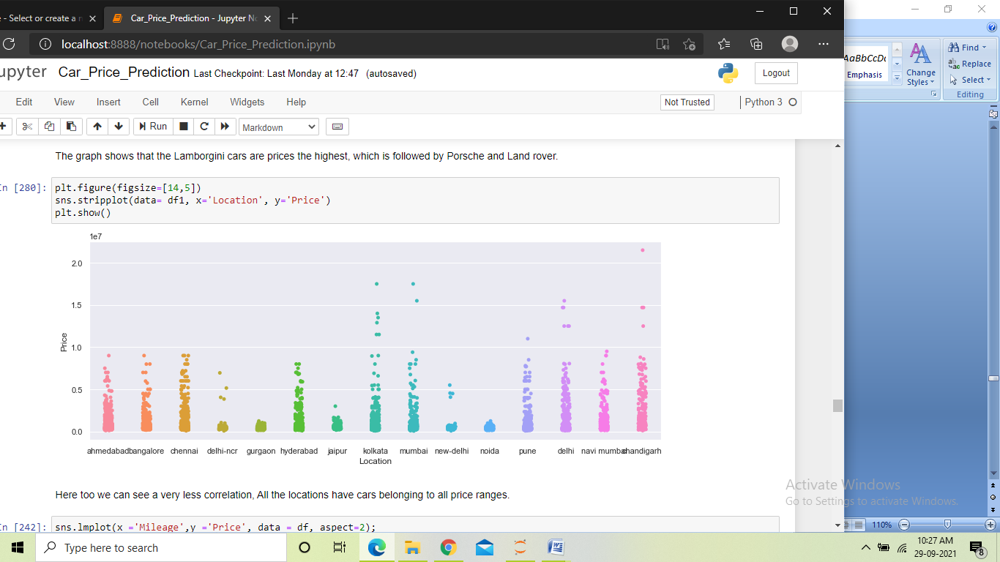 - Select or create a n
Car_Price_Prediction - Jupyter No
localhost:8888/notebooks/Car_Price_Prediction.ipynb
AaBbCcDc
Emphasis
Change
Styles
Find
Replace
Select
Editing
upyter Car_Price_Prediction Last Checkpoint: Last Monday at 12:47 (autosaved)
Logout
Edit View Insert Cell Kernel Widgets Help
Not Trusted
Python 3
Run
Markdown
The graph shows that the Lamborgini cars are prices the highest, which is followed by Porsche and Land rover.
In [280]:
plt.figure(figsize=[14,5])
sns.stripplot(data= df1, x='Location', y='Price')
plt.show()
1e7
2.0
1.5
1.0
0.5
0.0
Price
ahmedabad bangalore chennai delhi-ncr gurgaon hyderabad jaipur kolkata mumbai new-delhi noida pune delhi navi mumbai chandigarh
Location
Here too we can see a very less correlation, All the locations have cars belonging to all price ranges.
In [242]: sns.lmplot(x ='Mileage',y ='Price', data = df, aspect=2);
Activate Windows
Go to Settings to activate Windows.
110%
Type here to search
10:27 AM
29-09-2021
8